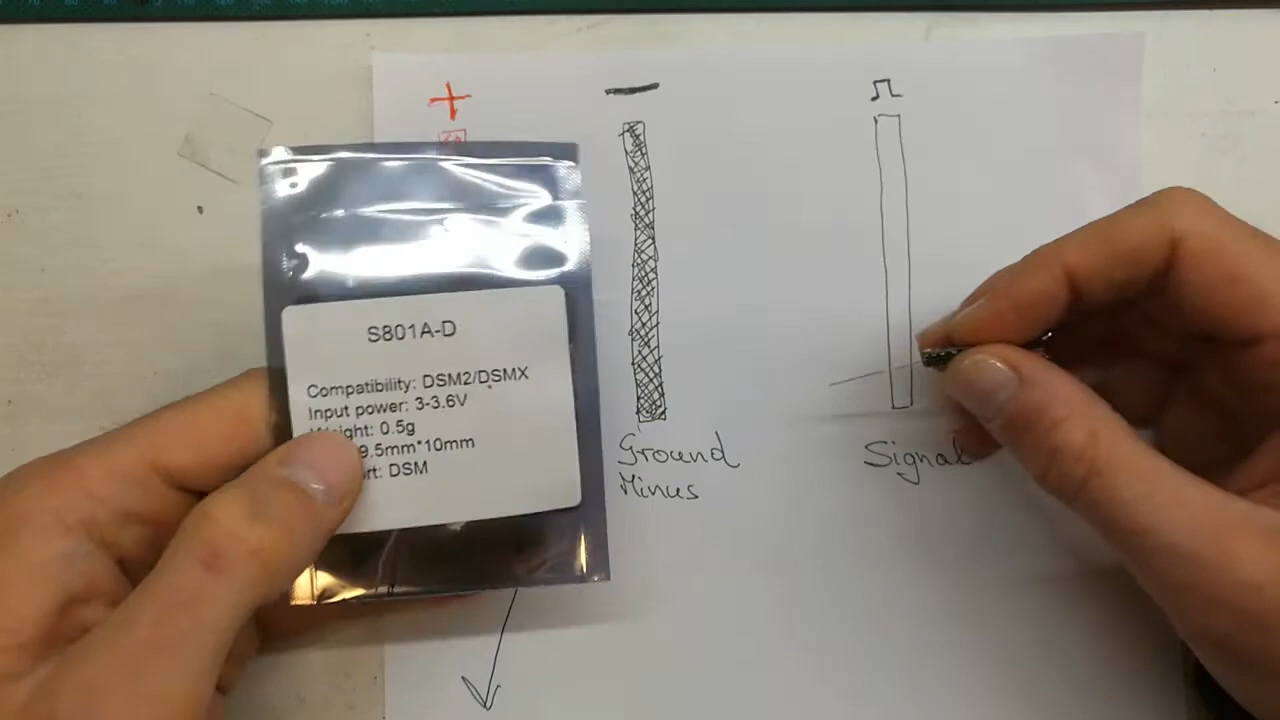 +
S801A-D
Compatibility: DSM2/DSMX
Input power: 3-3.6V
Weight: 0.5g
9.5mm*10mm
DSM
Ground
Minus
Signal